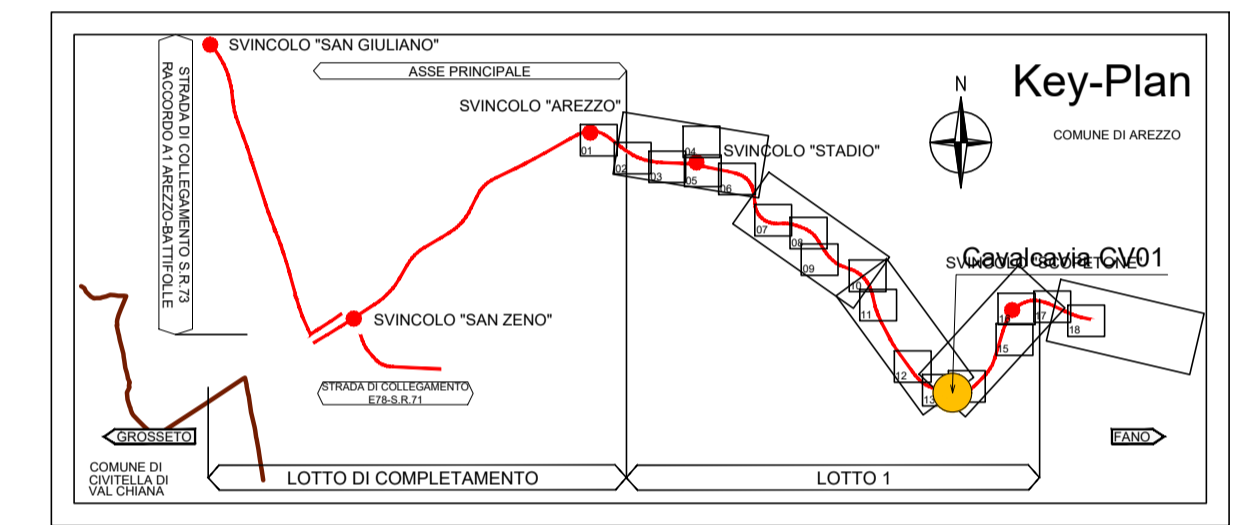 SVINCOLO "SAN GIULIANO"
ASSE PRINCIPALE
STRADA DI COLLEGAMENTO S.R.73
RACCORDO A1 AREZZO-BATTIFOLLE
SVINCOLO "AREZZO"
N
Key-Plan
COMUNE DI AREZZO
01
02
03
04
05
06
SVINCOLO "STADIO"
07
08
09
10
11
SVINCOLO "SCOPETONE"
Cavalcavia CV01
12
13
15
16
17
18
SVINCOLO "SAN ZENO"
STRADA DI COLLEGAMENTO
E78-S.R.71
GROSSETO
FANO
COMUNE DI
CIVITELLA DI
VAL CHIANA
LOTTO DI COMPLETAMENTO
LOTTO 1